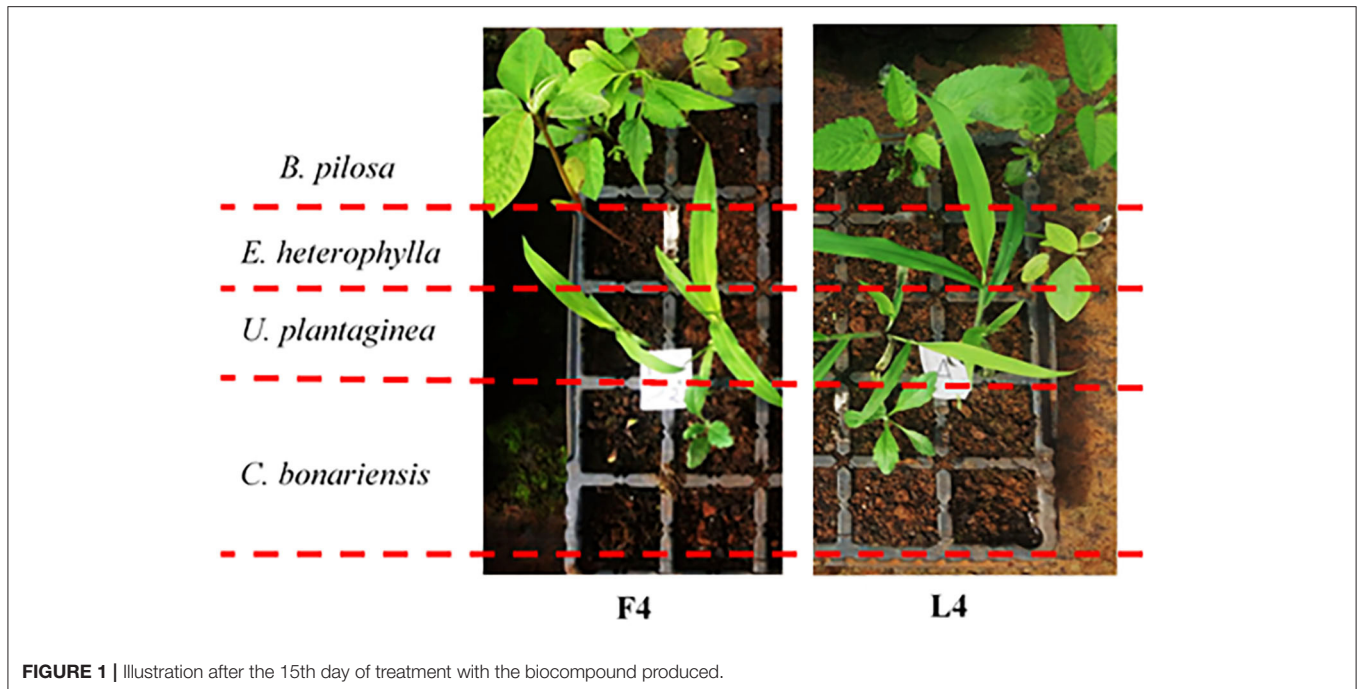 B. pilosa
E. heterophylla
U. plantaginea
C. bonariensis
F4
L4
FIGURE 1 | Illustration after the 15th day of treatment with the biocompound produced.